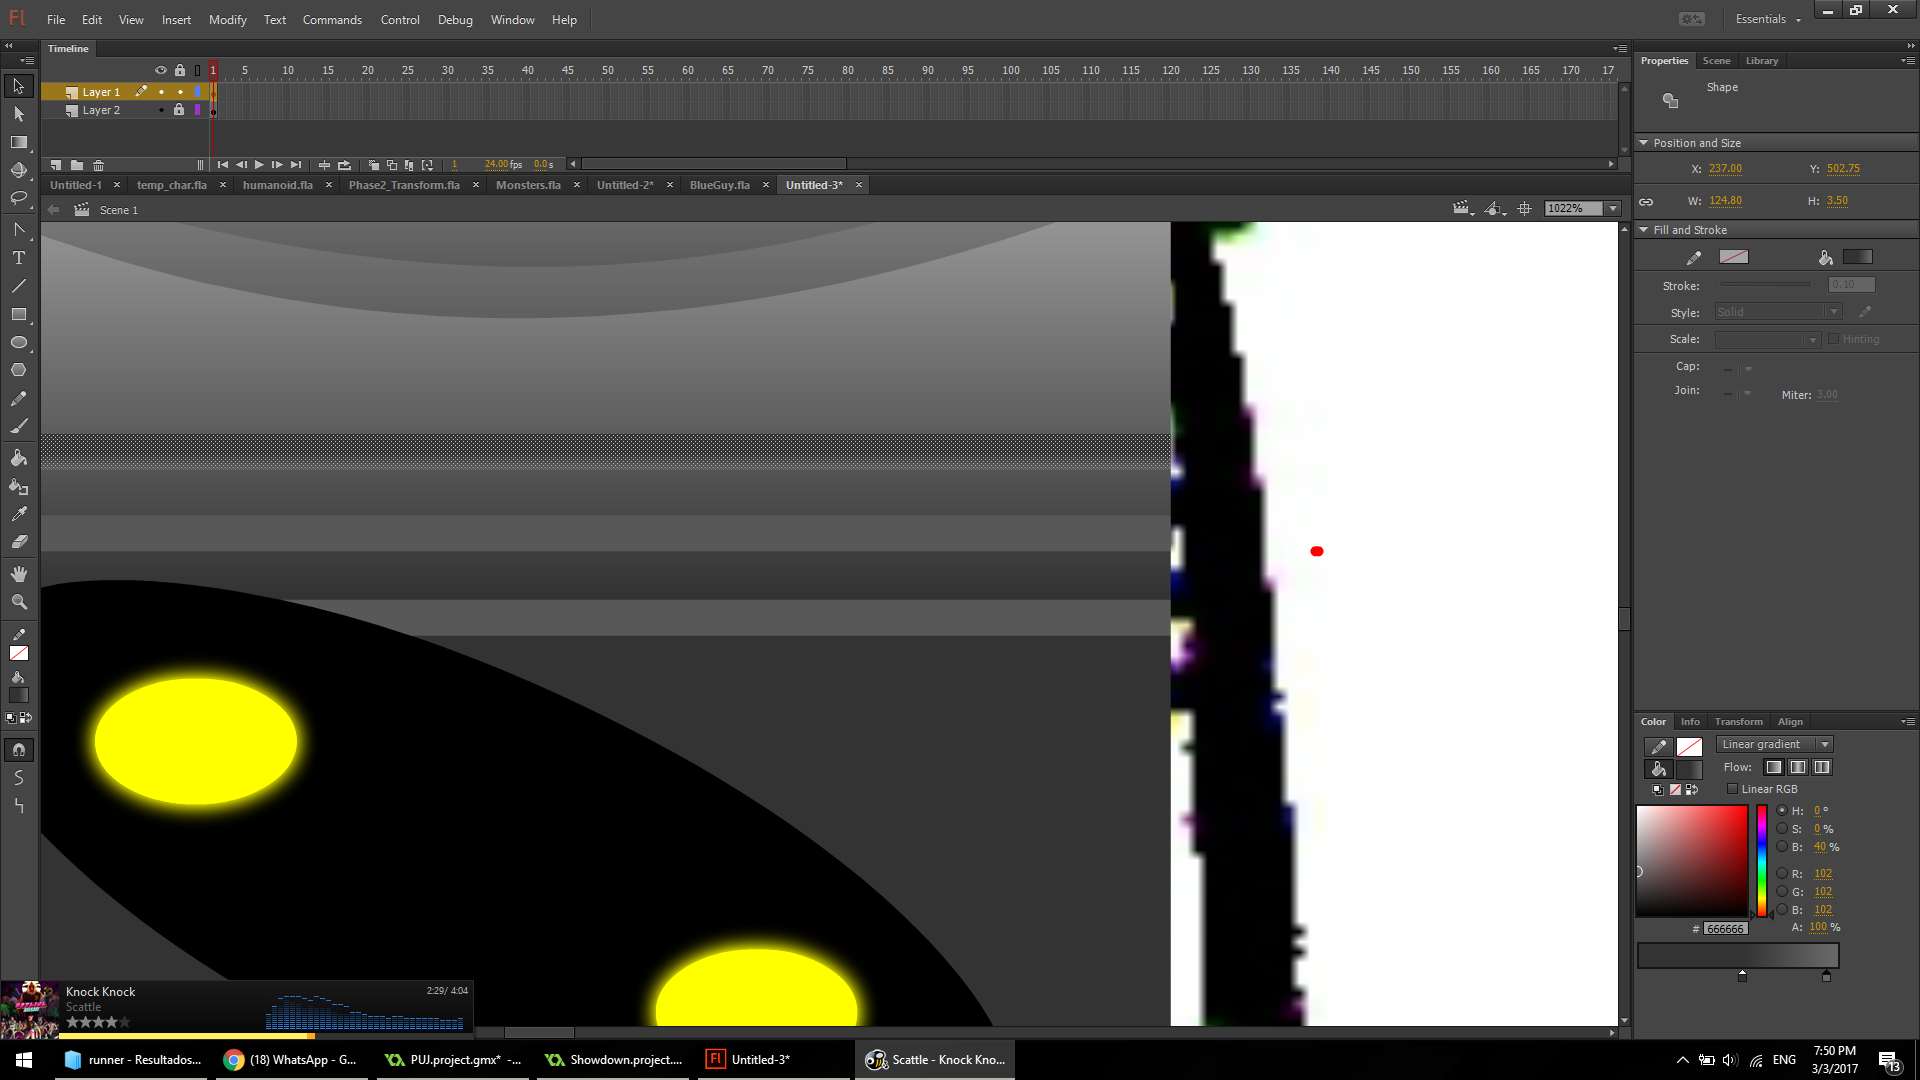 Fl File Edit View Insert Modify Text Commands Control Debug Window Help Essentials
Timeline
1 5 10 15 20 25 30 35 40 45 50 55 60 65 70 75 80 85 90 95 100 105 110 115 120 125 130 135 140 145 150 155 160 165 170 17
Layer 1
Layer 2
1 24.00 fps 0.0 s
Untitled-1 temp_char.fla humanoid.fla Phase2_Transform.fla Monsters.fla Untitled-2* BlueGuy.fla Untitled-3*
Scene 1 1022%
Properties Scene Library
Shape
Position and Size
X: 237.00 Y: 502.75
W: 124.80 H: 3.50
Fill and Stroke
Stroke: 0.10
Style: Solid
Scale: Hinting
Cap:
Join: Miter: 3.00
Color Info Transform Align
Linear gradient
Flow:
Linear RGB
H: 0 °
S: 0 %
B: 40 %
R: 102
G: 102
B: 102
# 666666 A: 100 %
Knock Knock 2:29/ 4:04
Scattle
runner - Resultados... (18) WhatsApp - G... PUJ.project.gmx* -... Showdown.project.... Fl Untitled-3* Scattle - Knock Kno... ENG 7:50 PM
3/3/2017 13